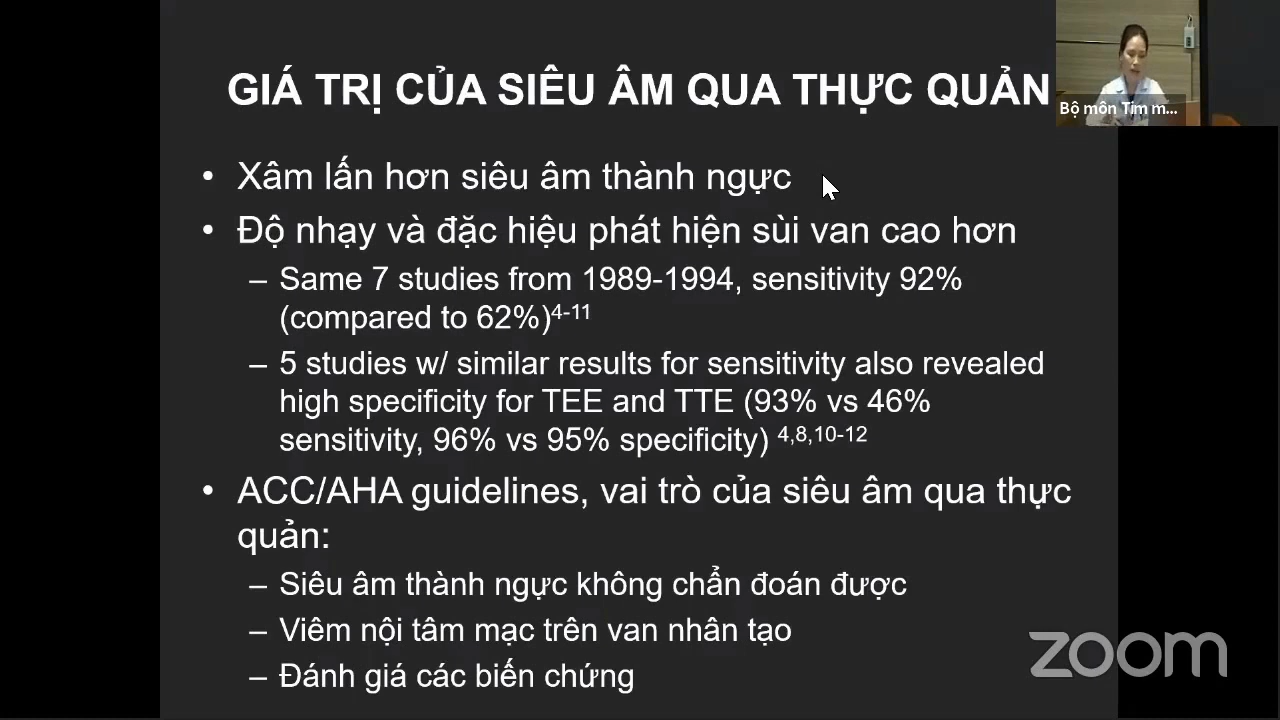 GIÁ TRỊ CỦA SIÊU ÂM QUA THỰC QUẢN
Bộ môn Tim m...
• Xâm lấn hơn siêu âm thành ngực
• Độ nhạy và đặc hiệu phát hiện sùi van cao hơn
– Same 7 studies from 1989-1994, sensitivity 92%
(compared to 62%)4-11
– 5 studies w/ similar results for sensitivity also revealed
high specificity for TEE and TTE (93% vs 46%
sensitivity, 96% vs 95% specificity) 4,8,10-12
• ACC/AHA guidelines, vai trò của siêu âm qua thực
quản:
– Siêu âm thành ngực không chẩn đoán được
– Viêm nội tâm mạc trên van nhân tạo
– Đánh giá các biến chứng
zoom